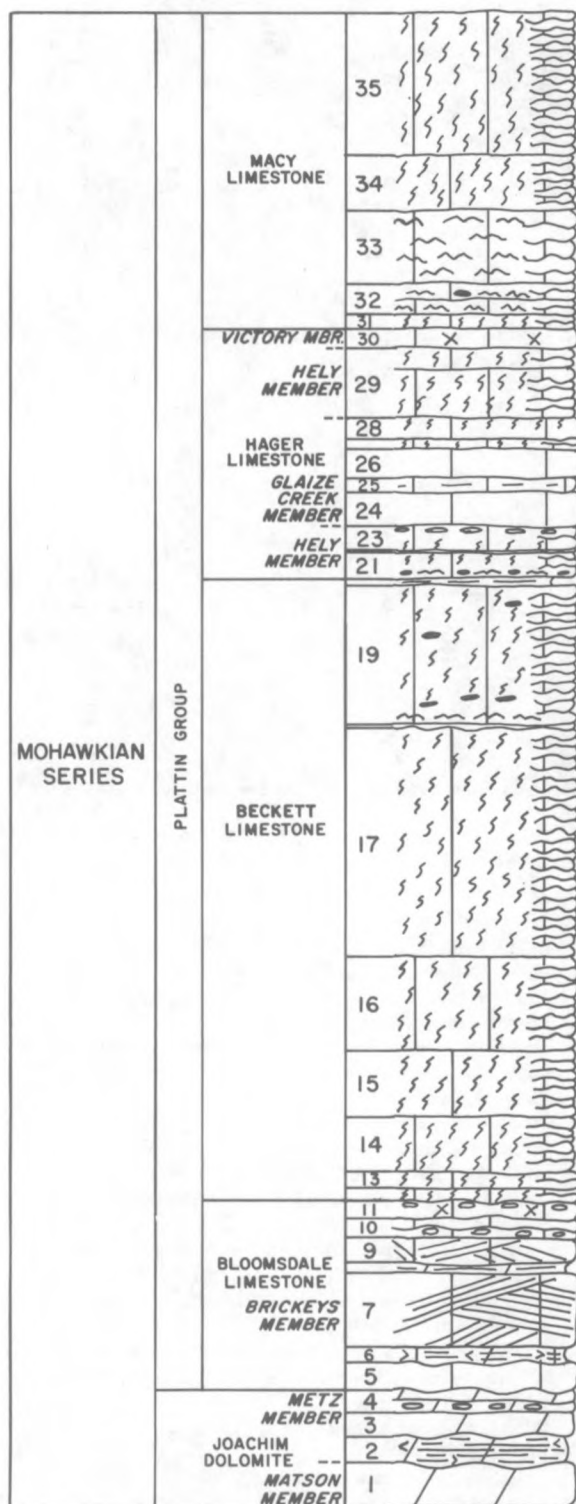 35
MACY
LIMESTONE
34
33
32
31
VICTORY MBR.
30
HELY
MEMBER
29
28
HAGER
LIMESTONE
26
GLAIZE
CREEK
MEMBER
25
24
23
HELY
MEMBER
21
19
MOHAWKIAN
SERIES
PLATTIN GROUP
BECKETT
LIMESTONE
17
16
15
14
13
11
10
9
BLOOMSDALE
LIMESTONE
BRICKEYS
MEMBER
7
6
5
METZ
MEMBER
4
3
JOACHIM
DOLOMITE
2
MATSON
MEMBER
1